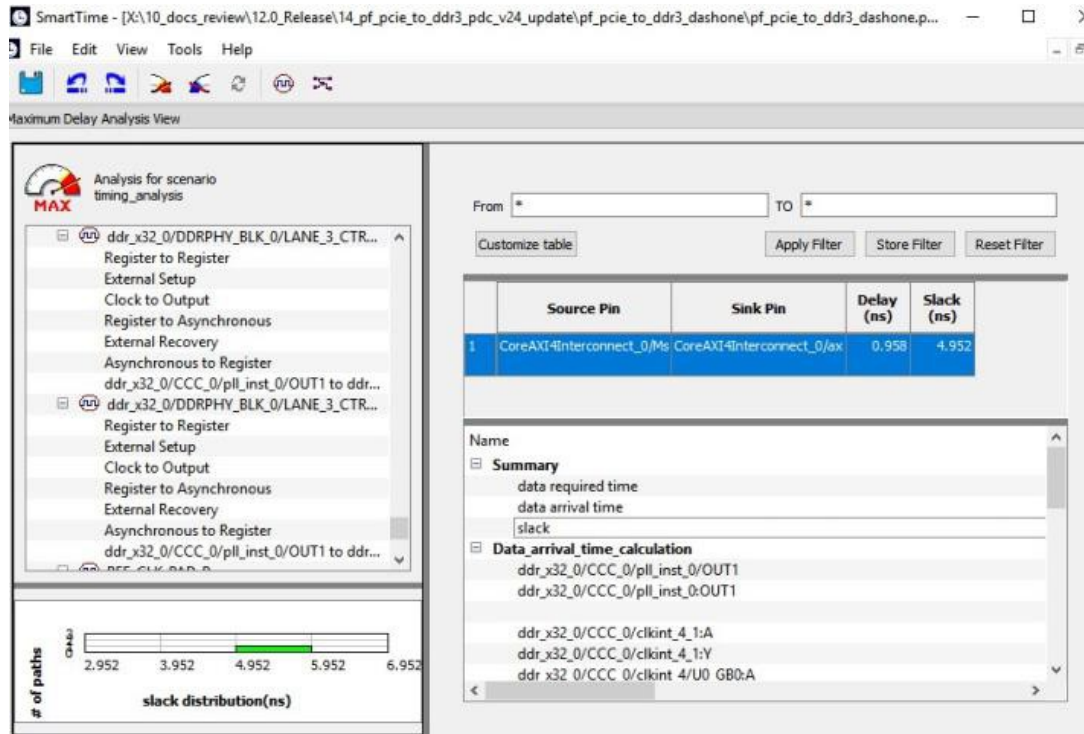 SmartTime - [X:\10_docs_review\12.0_Release\14_pf_pcie_to_ddr3_pdc_v24_update\pf_pcie_to_ddr3_dashone\pf_pcie_to_ddr3_dashone.p...
File Edit View Tools Help
Maximum Delay Analysis View
MAX
Analysis for scenario
timing_analysis
ddr_x32_0/DDRPHY_BLK_0/LANE_3_CTR...
Register to Register
External Setup
Clock to Output
Register to Asynchronous
External Recovery
Asynchronous to Register
ddr_x32_0/CCC_0/pll_inst_0/OUT1 to ddr...
ddr_x32_0/DDRPHY_BLK_0/LANE_3_CTR...
Register to Register
External Setup
Clock to Output
Register to Asynchronous
External Recovery
Asynchronous to Register
ddr_x32_0/CCC_0/pll_inst_0/OUT1 to ddr...
# of paths
2.952 3.952 4.952 5.952 6.952
slack distribution(ns)
From * TO *
Customize table Apply Filter Store Filter Reset Filter
Source Pin Sink Pin Delay (ns) Slack (ns)
1 CoreAXI4Interconnect_0/Ms CoreAXI4Interconnect_0/ax 0.958 4.952
Name
Summary
data required time
data arrival time
slack
Data_arrival_time_calculation
ddr_x32_0/CCC_0/pll_inst_0/OUT1
ddr_x32_0/CCC_0/pll_inst_0:OUT1
ddr_x32_0/CCC_0/clkint_4_1:A
ddr_x32_0/CCC_0/clkint_4_1:Y
ddr_x32_0/CCC_0/clkint_4/U0_GB0:A